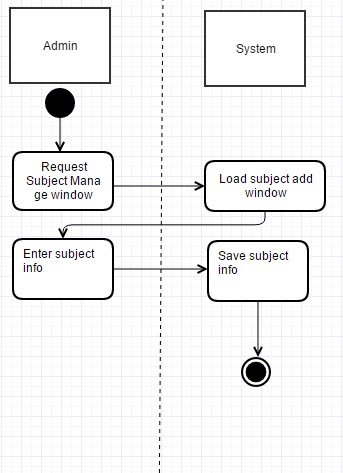 Admin
System
Request
Subject Mana
ge window
Load subject add
window
Enter subject
info
Save subject
info